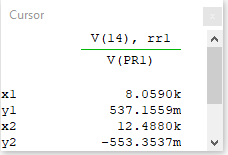 Cursor
V(14), rr1
V(PR1)
x1 8.0590k
y1 537.1559m
x2 12.4880k
y2 -553.3537m